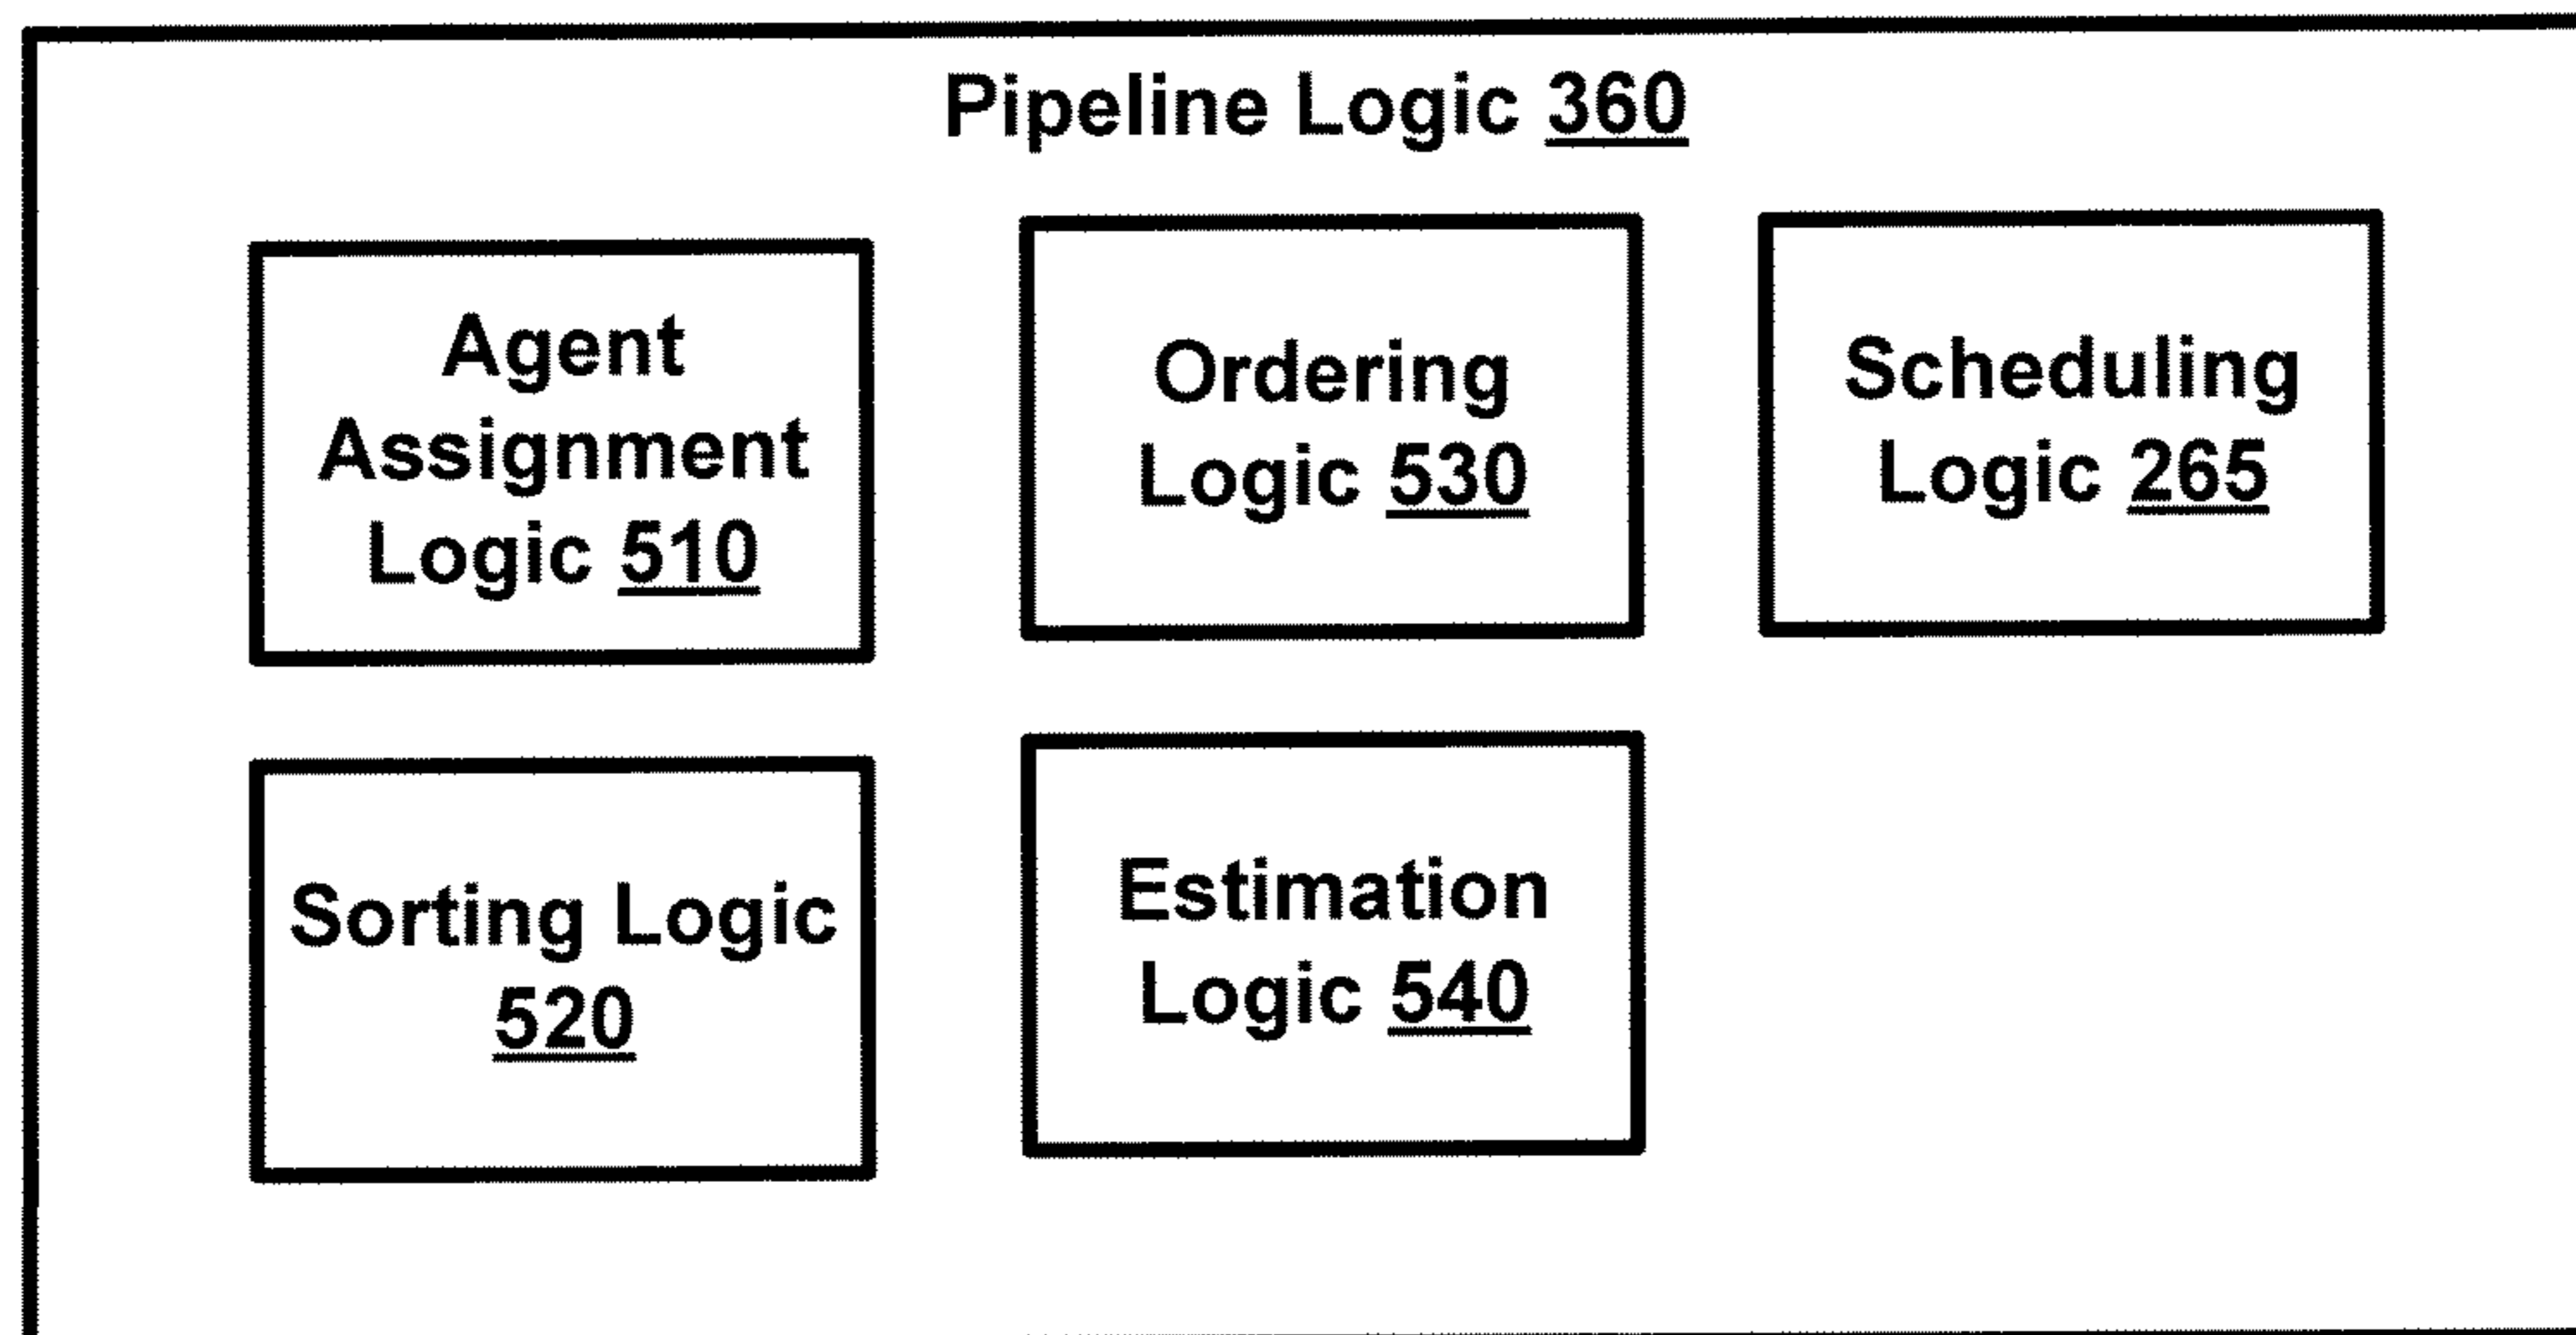 Pipeline Logic 360
Agent
Assignment
Logic 510
Ordering
Logic 530
Scheduling
Logic 265
Sorting Logic
520
Estimation
Logic 540